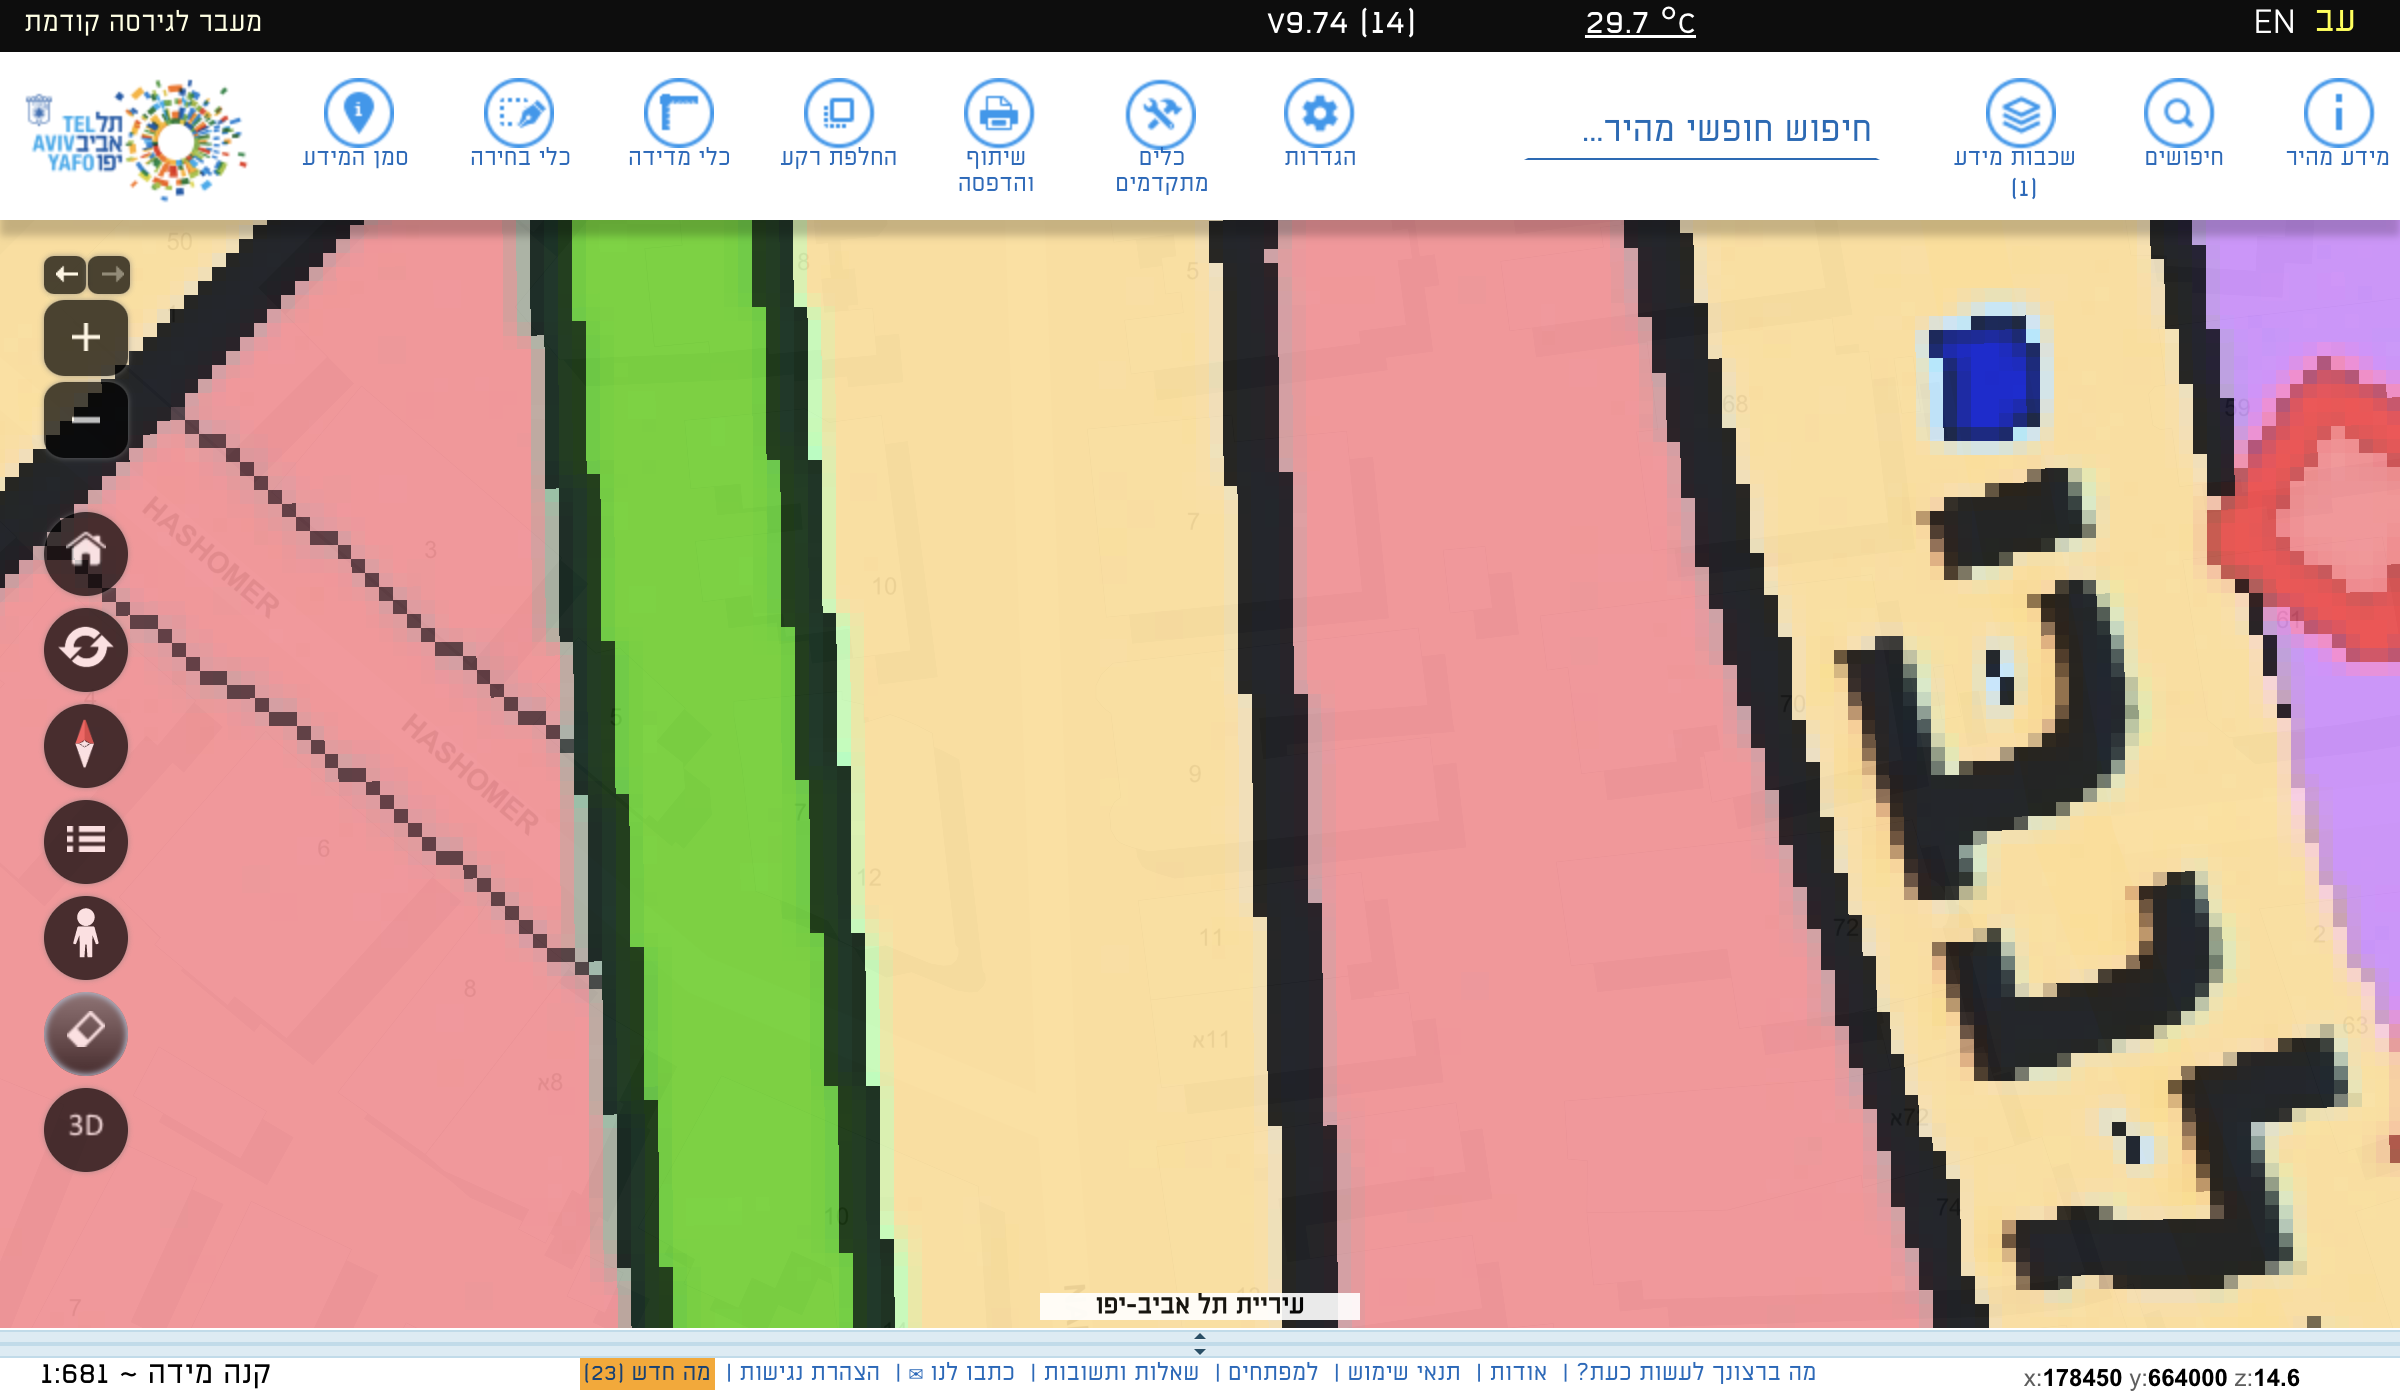 עב EN
29.7 °C
V9.74 (14)
מעבר לגירסה קודמת
מידע מהיר
חיפושים
שכבות מידע
(1)
חיפוש חופשי מהיר...
הגדרות
כלים
מתקדמים
שיתוף
והדפסה
החלפת רקע
כלי מדידה
כלי בחירה
סמן המידע
תל
אביב
יפו
TEL
AVIV
YAFO
50
8
5
68
59
HASHOMER
3
7
10
61
HASHOMER
5
70
9
7
6
12
11
72
2
8
א11
63
א8
א72
10
74
7
3D
עיריית תל אביב-יפו
x:178450 y:664000 z:14.6
מה ברצונך לעשות כעת? | אודות | תנאי שימוש | למפתחים | שאלות ותשובות | כתבו לנו ✉ | הצהרת נגישות | מה חדש (23)
קנה מידה ~ 1:681